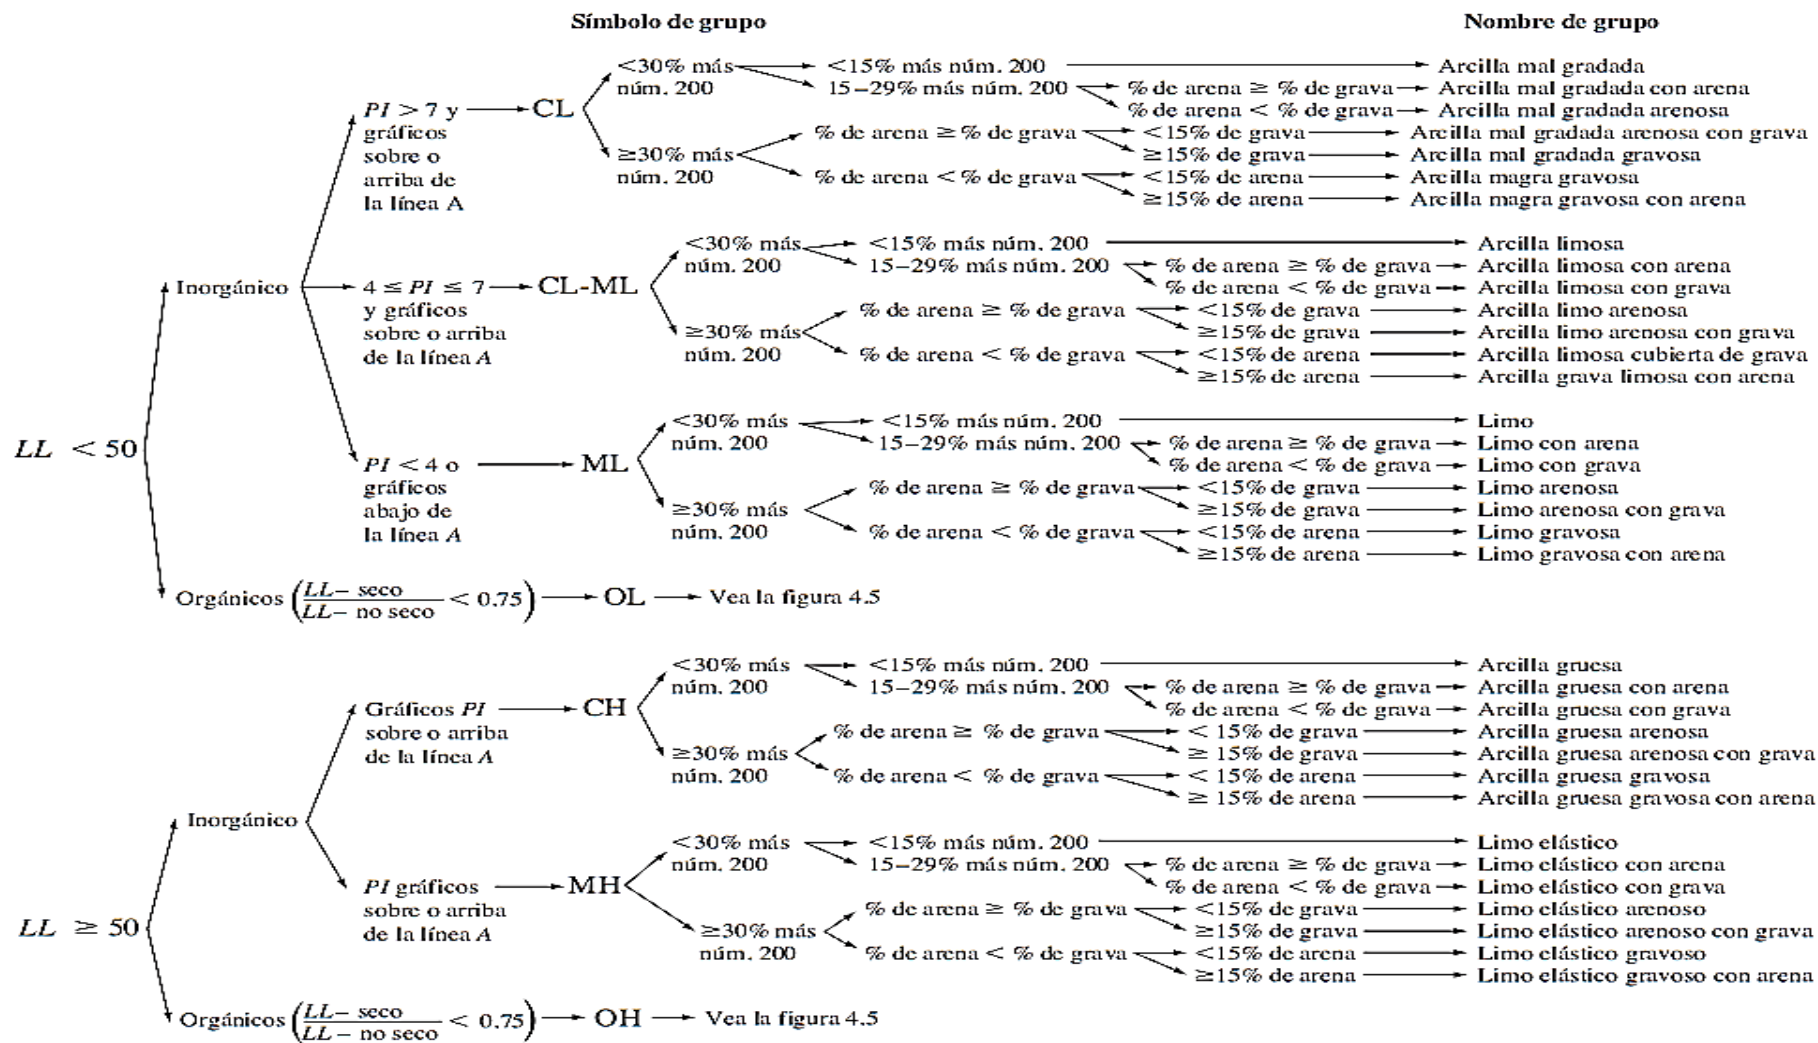 Símbolo de grupo Nombre de grupo
<30% más núm. 200 <15% más núm. 200 Arcilla mal gradada
15–29% más núm. 200 % de arena ≥ % de grava Arcilla mal gradada con arena
PI > 7 y gráficos sobre o arriba de la línea A CL % de arena < % de grava Arcilla mal gradada arenosa
% de arena ≥ % de grava <15% de grava Arcilla mal gradada arenosa con grava
≥30% más núm. 200 ≥15% de grava Arcilla mal gradada gravosa
% de arena < % de grava <15% de arena Arcilla magra gravosa
≥15% de arena Arcilla magra gravosa con arena
<30% más núm. 200 <15% más núm. 200 Arcilla limosa
15–29% más núm. 200 % de arena ≥ % de grava Arcilla limosa con arena
Inorgánico 4 ≤ PI ≤ 7 y gráficos sobre o arriba de la línea A CL-ML % de arena < % de grava Arcilla limosa con grava
% de arena ≥ % de grava <15% de grava Arcilla limo arenosa
≥30% más núm. 200 ≥15% de grava Arcilla limo arenosa con grava
% de arena < % de grava <15% de arena Arcilla limosa cubierta de grava
≥15% de arena Arcilla grava limosa con arena
<30% más núm. 200 <15% más núm. 200 Limo
LL < 50 15–29% más núm. 200 % de arena ≥ % de grava Limo con arena
PI < 4 o gráficos abajo de la línea A ML % de arena < % de grava Limo con grava
% de arena ≥ % de grava <15% de grava Limo arenosa
≥30% más núm. 200 ≥15% de grava Limo arenosa con grava
% de arena < % de grava <15% de arena Limo gravosa
≥15% de arena Limo gravosa con arena
Orgánicos (LL– seco / LL– no seco < 0.75) OL Vea la figura 4.5
<30% más núm. 200 <15% más núm. 200 Arcilla gruesa
15–29% más núm. 200 % de arena ≥ % de grava Arcilla gruesa con arena
Gráficos PI sobre o arriba de la línea A CH % de arena < % de grava Arcilla gruesa con grava
% de arena ≥ % de grava < 15% de grava Arcilla gruesa arenosa
≥30% más núm. 200 ≥ 15% de grava Arcilla gruesa arenosa con grava
% de arena < % de grava < 15% de arena Arcilla gruesa gravosa
≥ 15% de arena Arcilla gruesa gravosa con arena
Inorgánico
<30% más núm. 200 <15% más núm. 200 Limo elástico
15–29% más núm. 200 % de arena ≥ % de grava Limo elástico con arena
PI gráficos sobre o arriba de la línea A MH % de arena < % de grava Limo elástico con grava
% de arena ≥ % de grava <15% de grava Limo elástico arenoso
LL ≥ 50 ≥30% más núm. 200 ≥15% de grava Limo elástico arenoso con grava
% de arena < % de grava <15% de arena Limo elástico gravoso
≥15% de arena Limo elástico gravoso con arena
Orgánicos (LL– seco / LL– no seco < 0.75) OH Vea la figura 4.5